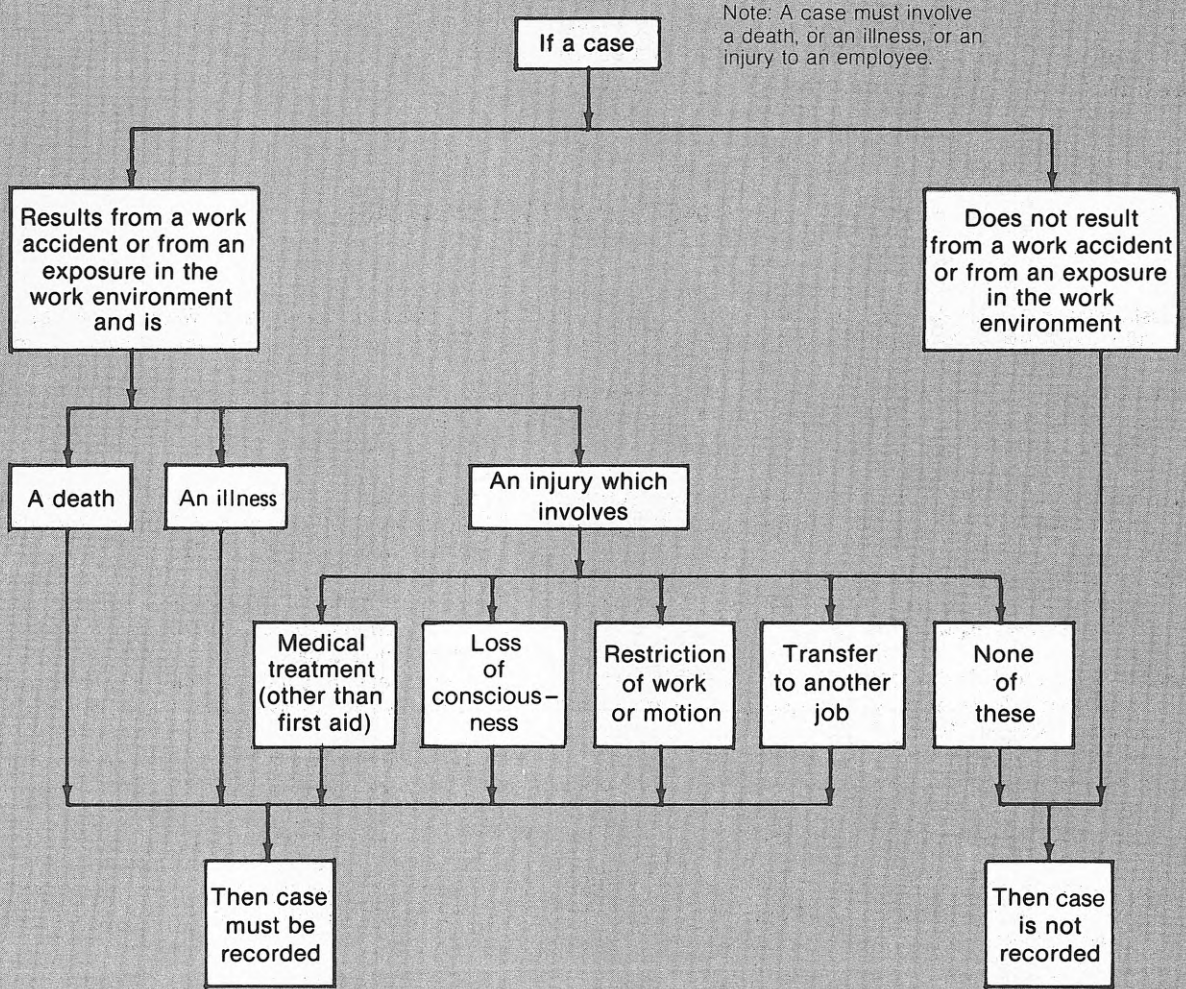 If a case
Note: A case must involve
a death, or an illness, or an
injury to an employee.
Results from a work
accident or from an
exposure in the
work environment
and is
Does not result
from a work accident
or from an exposure
in the work
environment
A death
An illness
An injury which
involves
Medical
treatment
(other than
first aid)
Loss
of
conscious-
ness
Restriction
of work
or motion
Transfer
to another
job
None
of
these
Then case
must be
recorded
Then case
is not
recorded